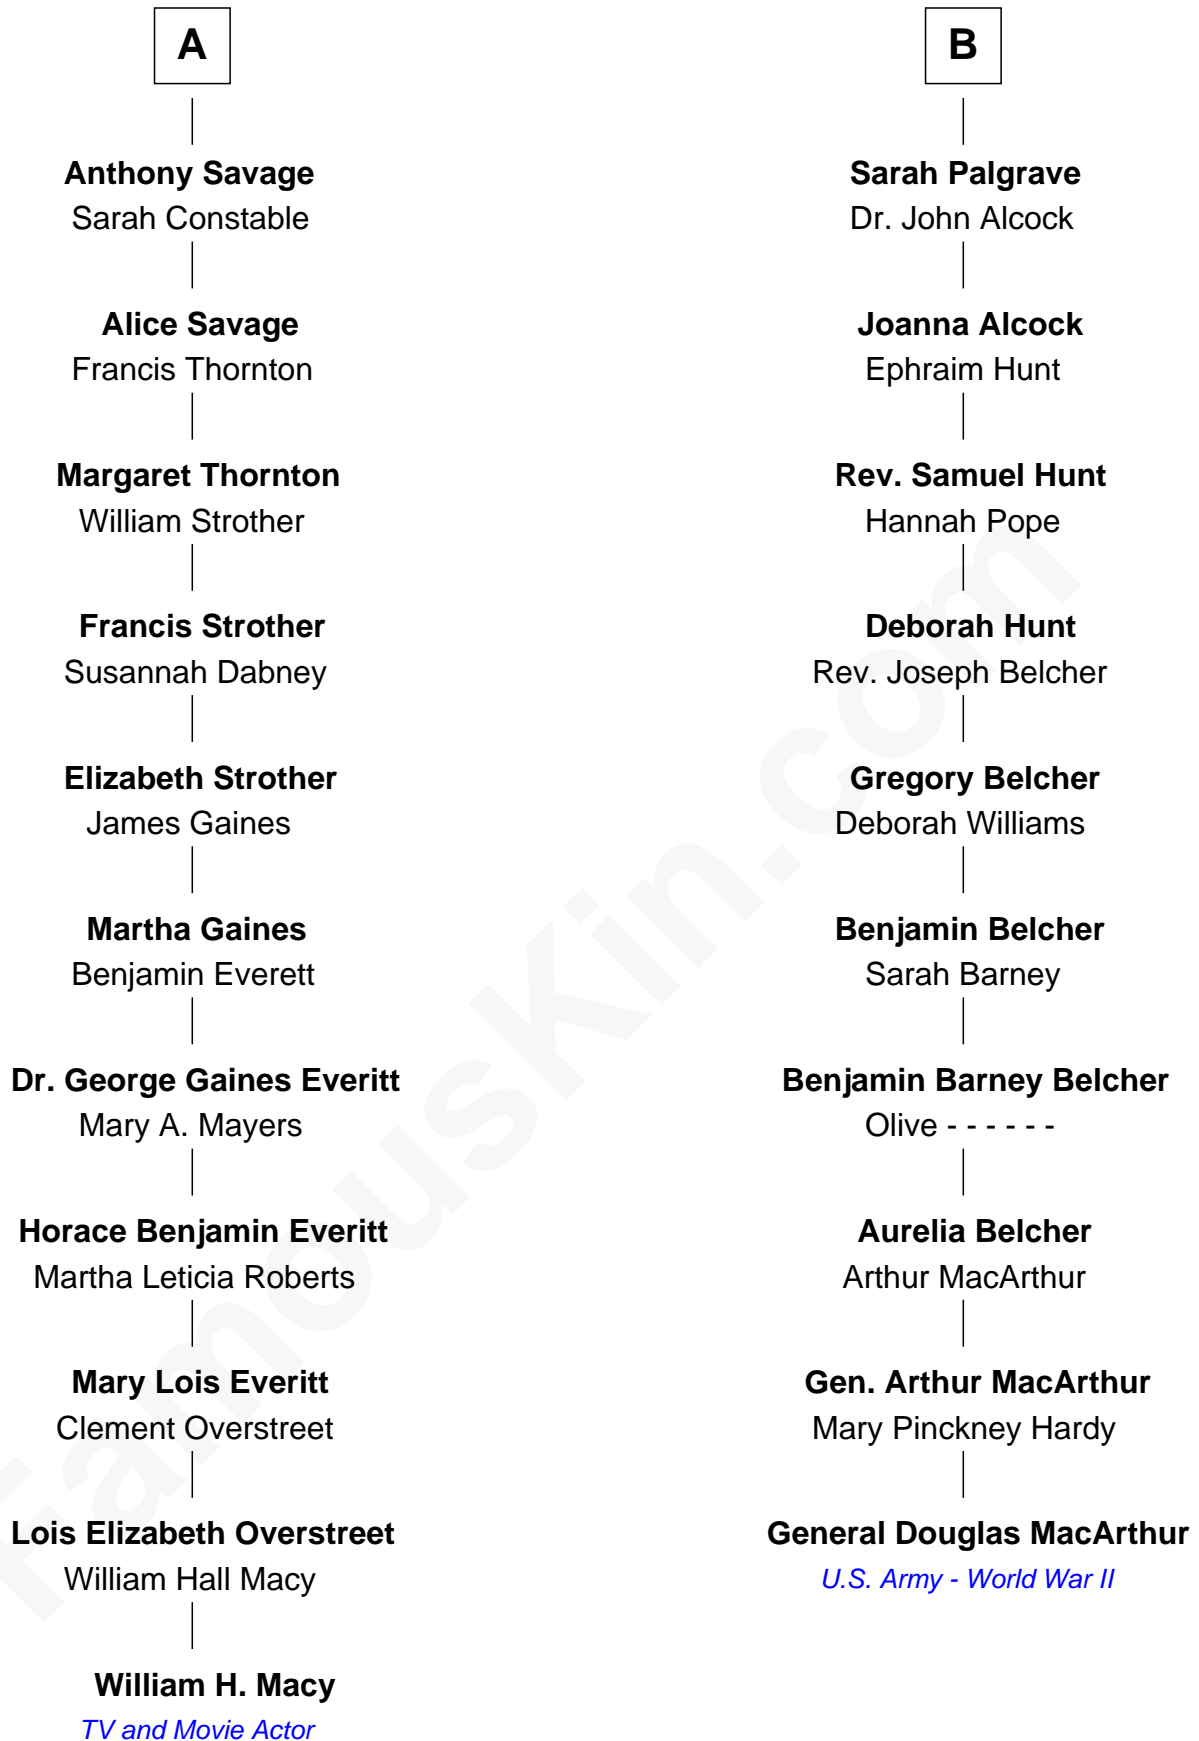 A
Anthony Savage
Sarah Constable
Alice Savage
Francis Thornton
Margaret Thornton
William Strother
Francis Strother
Susannah Dabney
Elizabeth Strother
James Gaines
Martha Gaines
Benjamin Everett
Dr. George Gaines Everitt
Mary A. Mayers
Horace Benjamin Everitt
Martha Leticia Roberts
Mary Lois Everitt
Clement Overstreet
Lois Elizabeth Overstreet
William Hall Macy
William H. Macy
TV and Movie Actor
B
Sarah Palgrave
Dr. John Alcock
Joanna Alcock
Ephraim Hunt
Rev. Samuel Hunt
Hannah Pope
Deborah Hunt
Rev. Joseph Belcher
Gregory Belcher
Deborah Williams
Benjamin Belcher
Sarah Barney
Benjamin Barney Belcher
Olive - - - - - -
Aurelia Belcher
Arthur MacArthur
Gen. Arthur MacArthur
Mary Pinckney Hardy
General Douglas MacArthur
U.S. Army - World War II
FamousKin.com